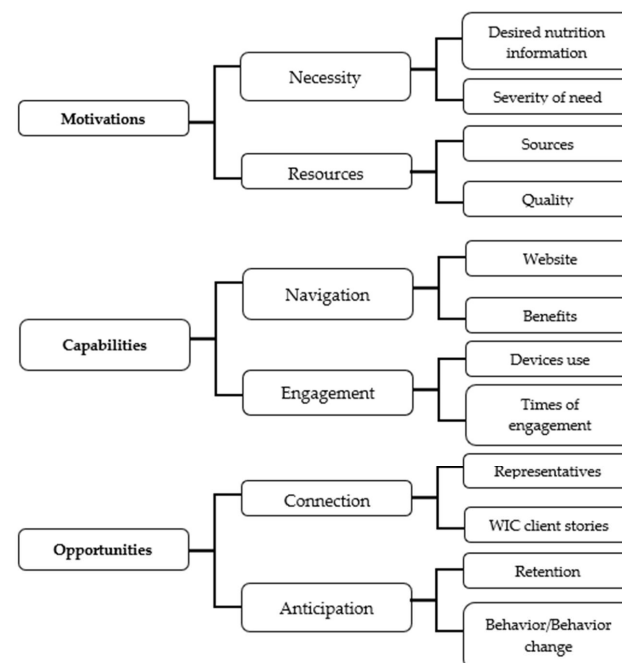 Desired nutrition
information
Necessity
Severity of need
Motivations
Sources
Resources
Quality
Website
Navigation
Benefits
Capabilities
Devices use
Engagement
Times of
engagement
Representatives
Connection
WIC client stories
Opportunities
Retention
Anticipation
Behavior/Behavior
change